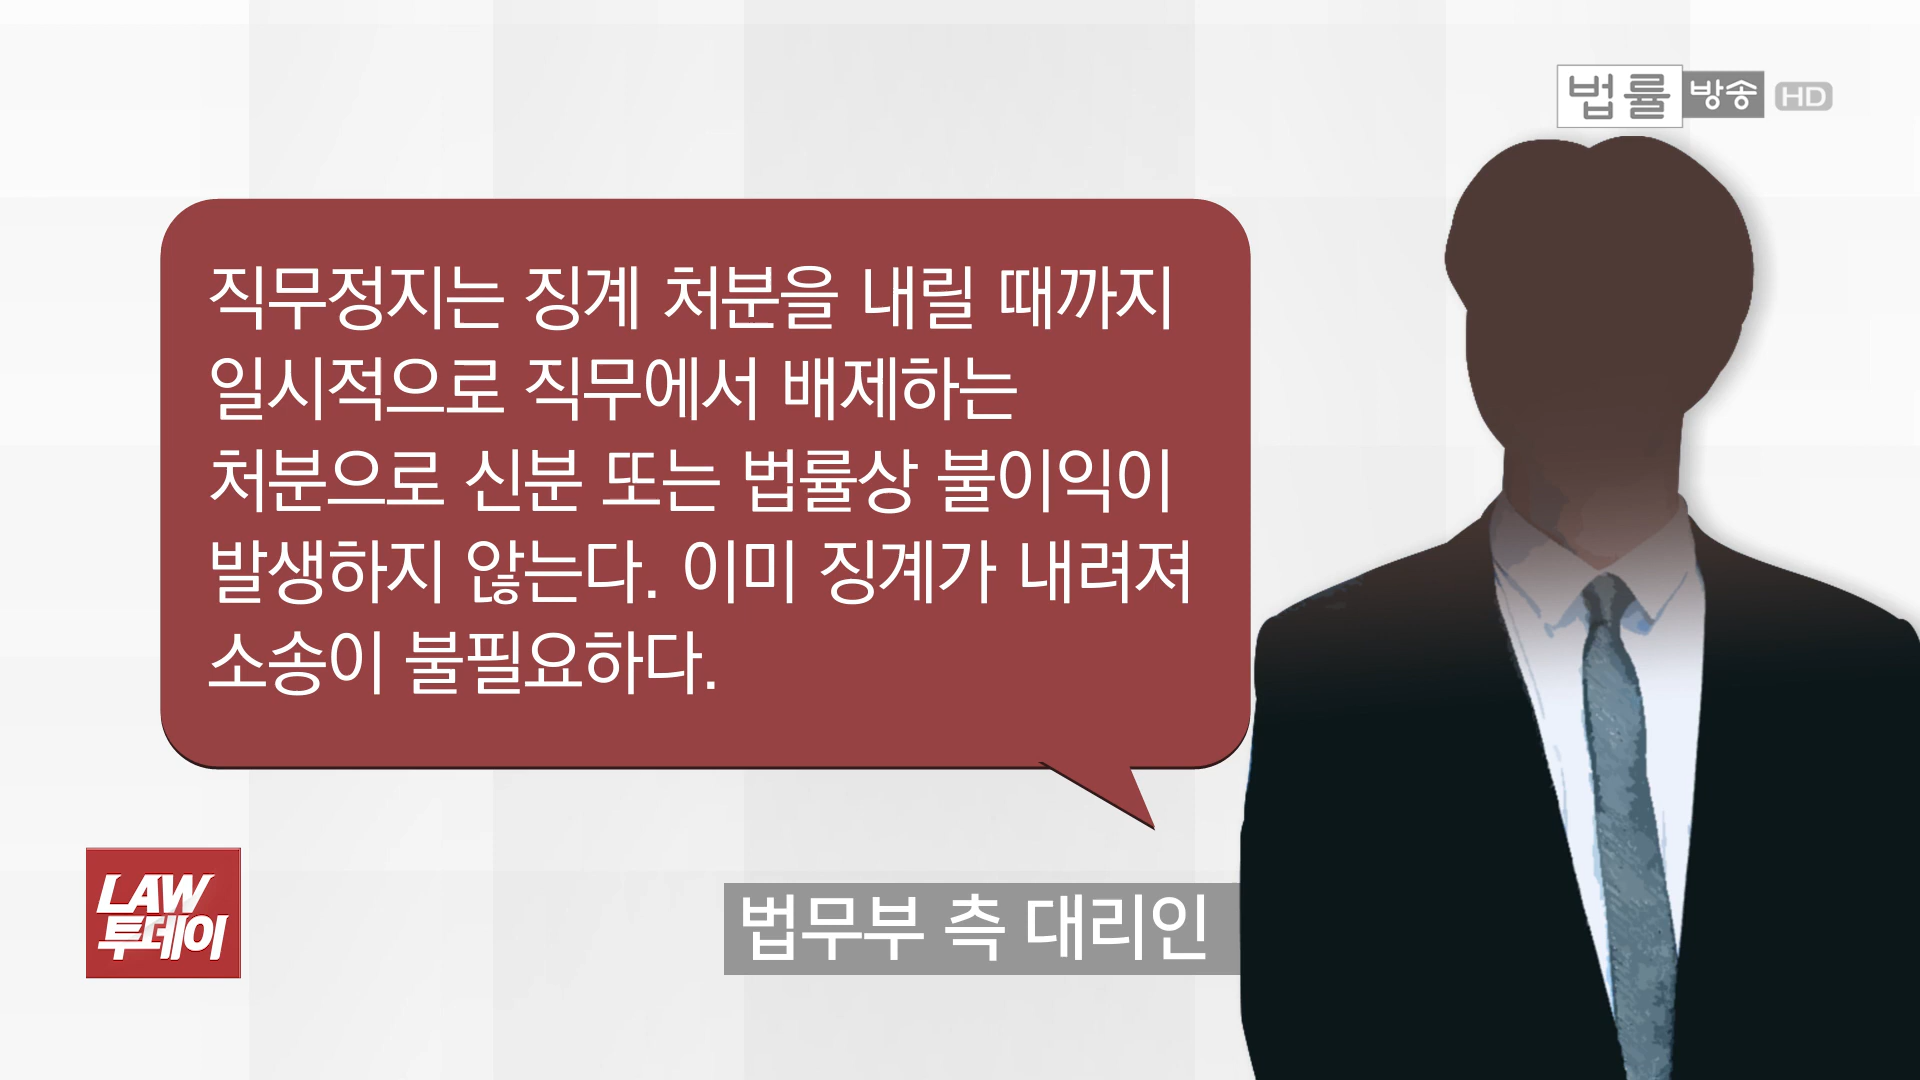 법률방송 HD
직무정지는 징계 처분을 내릴 때까지
일시적으로 직무에서 배제하는
처분으로 신분 또는 법률상 불이익이
발생하지 않는다. 이미 징계가 내려져
소송이 불필요하다.
법무부 측 대리인
LAW
투데이